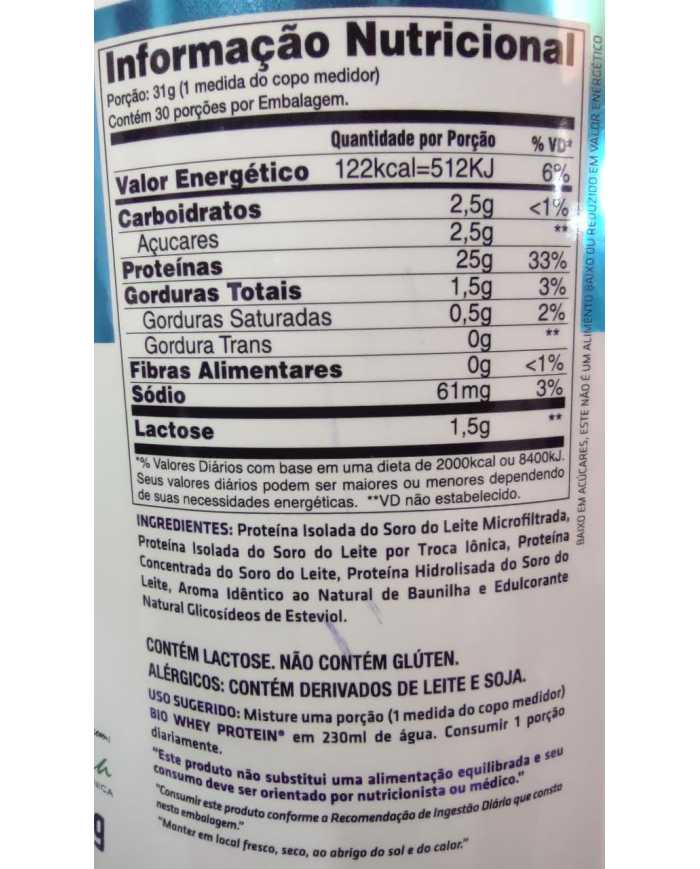 Informação Nutricional
Porção: 31g (1 medida do copo medidor)
Contém 30 porções por Embalagem.
Quantidade por Porção % VD*
Valor Energético 122kcal=512KJ 6%
Carboidratos 2,5g <1%
Açucares 2,5g **
Proteínas 25g 33%
Gorduras Totais 1,5g 3%
Gorduras Saturadas 0,5g 2%
Gordura Trans 0g **
Fibras Alimentares 0g <1%
Sódio 61mg 3%
Lactose 1,5g **
*% Valores Diários com base em uma dieta de 2000kcal ou 8400kJ.
Seus valores diários podem ser maiores ou menores dependendo
de suas necessidades energéticas. **VD não estabelecido.
BAIXO EM AÇÚCARES, ESTE NÃO É UM ALIMENTO BAIXO OU REDUZIDO EM VALOR ENERGÉTICO
INGREDIENTES: Proteína Isolada do Soro do Leite Microfiltrada,
Proteína Isolada do Soro do Leite por Troca Iônica, Proteína
Concentrada do Soro do Leite, Proteína Hidrolisada do Soro do
Leite, Aroma Idêntico ao Natural de Baunilha e Edulcorante
Natural Glicosídeos de Esteviol.
CONTÉM LACTOSE. NÃO CONTÉM GLÚTEN.
ALÉRGICOS: CONTÉM DERIVADOS DE LEITE E SOJA.
USO SUGERIDO: Misture uma porção (1 medida do copo medidor)
BIO WHEY PROTEIN® em 230ml de água. Consumir 1 porção
diariamente.
"Este produto não substitui uma alimentação equilibrada e seu
consumo deve ser orientado por nutricionista ou médico."
"Consumir este produto conforme a Recomendação de Ingestão Diária que consta
nesta embalagem."
"Manter em local fresco, seco, ao abrigo do sol e do calor."
g